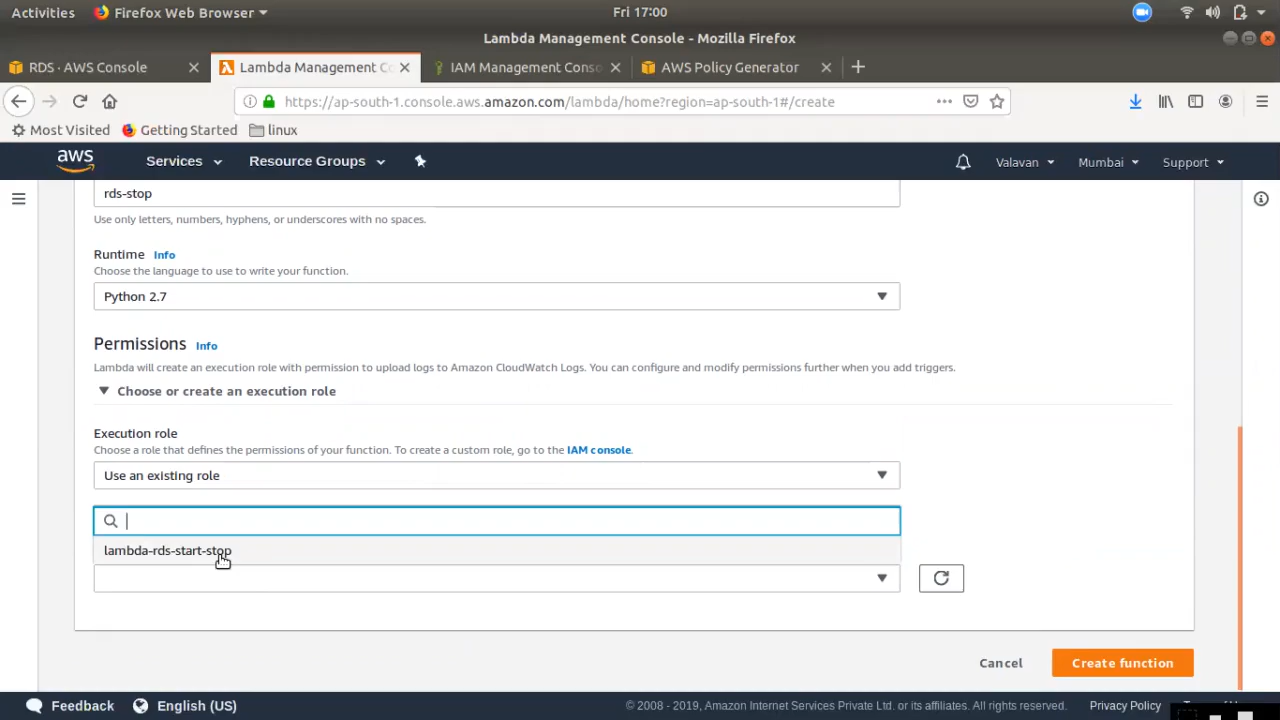 Activities Firefox Web Browser Fri 17:00
Lambda Management Console - Mozilla Firefox
RDS · AWS Console Lambda Management C IAM Management Conso AWS Policy Generator
https://ap-south-1.console.aws.amazon.com/lambda/home?region=ap-south-1#/create
Most Visited Getting Started linux
aws Services Resource Groups Valavan Mumbai Support
rds-stop
Use only letters, numbers, hyphens, or underscores with no spaces.
Runtime Info
Choose the language to use to write your function.
Python 2.7
Permissions Info
Lambda will create an execution role with permission to upload logs to Amazon CloudWatch Logs. You can configure and modify permissions further when you add triggers.
Choose or create an execution role
Execution role
Choose a role that defines the permissions of your function. To create a custom role, go to the IAM console.
Use an existing role
lambda-rds-start-stop
Cancel Create function
Feedback English (US) © 2008 - 2019, Amazon Internet Services Private Ltd. or its affiliates. All rights reserved. Privacy Policy